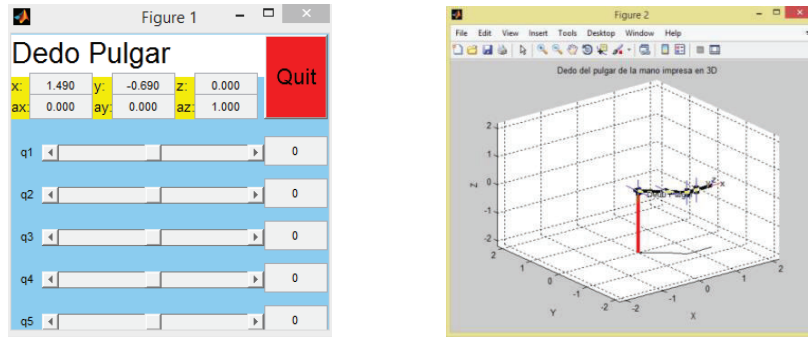 Figure 1
Dedo Pulgar
Quit
x: 1.490 y: -0.690 z: 0.000
ax: 0.000 ay: 0.000 az: 1.000
q1 0
q2 0
q3 0
q4 0
q5 0
Figure 2
File Edit View Insert Tools Desktop Window Help
Dedo del pulgar de la mano impresa en 3D
2
1
0
-1
-2
Z
2
1
0
-1
-2
Y
-2
-1
0
1
2
X
z
x